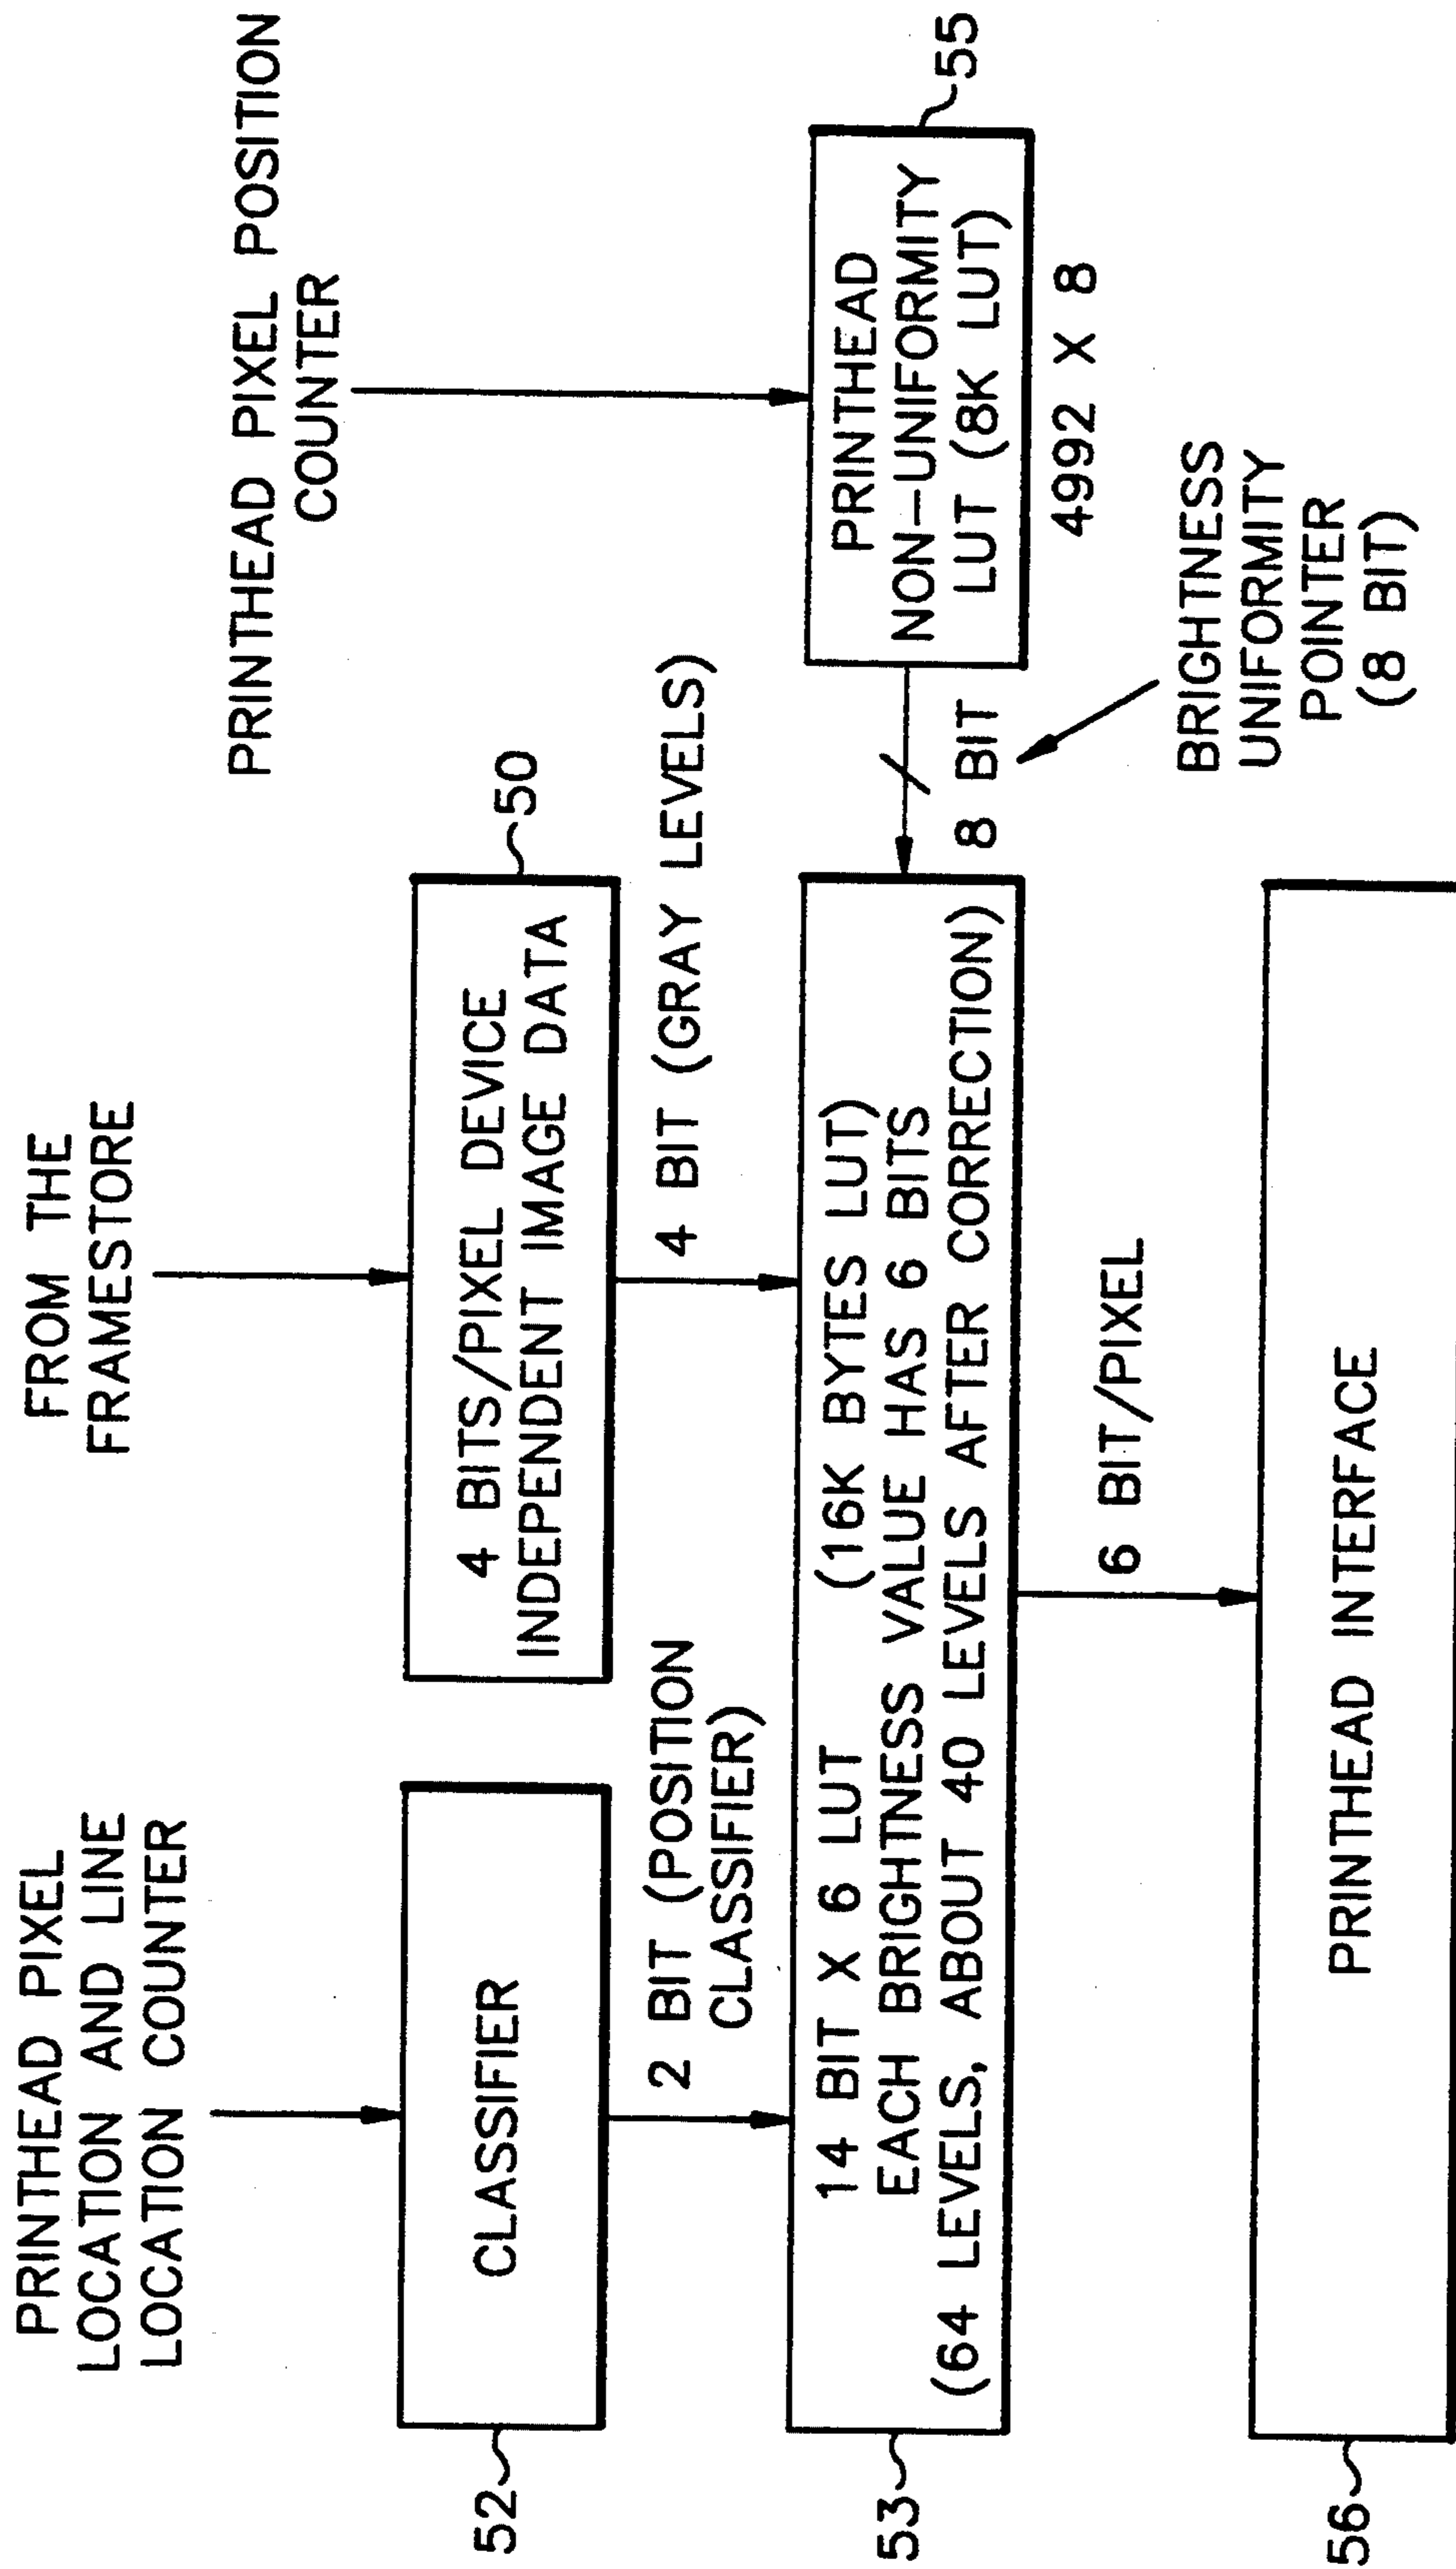 PRINTHEAD PIXEL
LOCATION AND LINE
LOCATION COUNTER
FROM THE
FRAMESTORE
PRINTHEAD PIXEL POSITION
COUNTER
52
CLASSIFIER
4 BITS/PIXEL DEVICE
INDEPENDENT IMAGE DATA
50
2 BIT (POSITION
CLASSIFIER)
4 BIT (GRAY LEVELS)
PRINTHEAD
NON-UNIFORMITY
LUT (8K LUT)
55
4992 X 8
53
14 BIT X 6 LUT (16K BYTES LUT)
EACH BRIGHTNESS VALUE HAS 6 BITS
(64 LEVELS, ABOUT 40 LEVELS AFTER CORRECTION)
8 BIT
BRIGHTNESS
UNIFORMITY
POINTER
(8 BIT)
6 BIT/PIXEL
56
PRINTHEAD INTERFACE